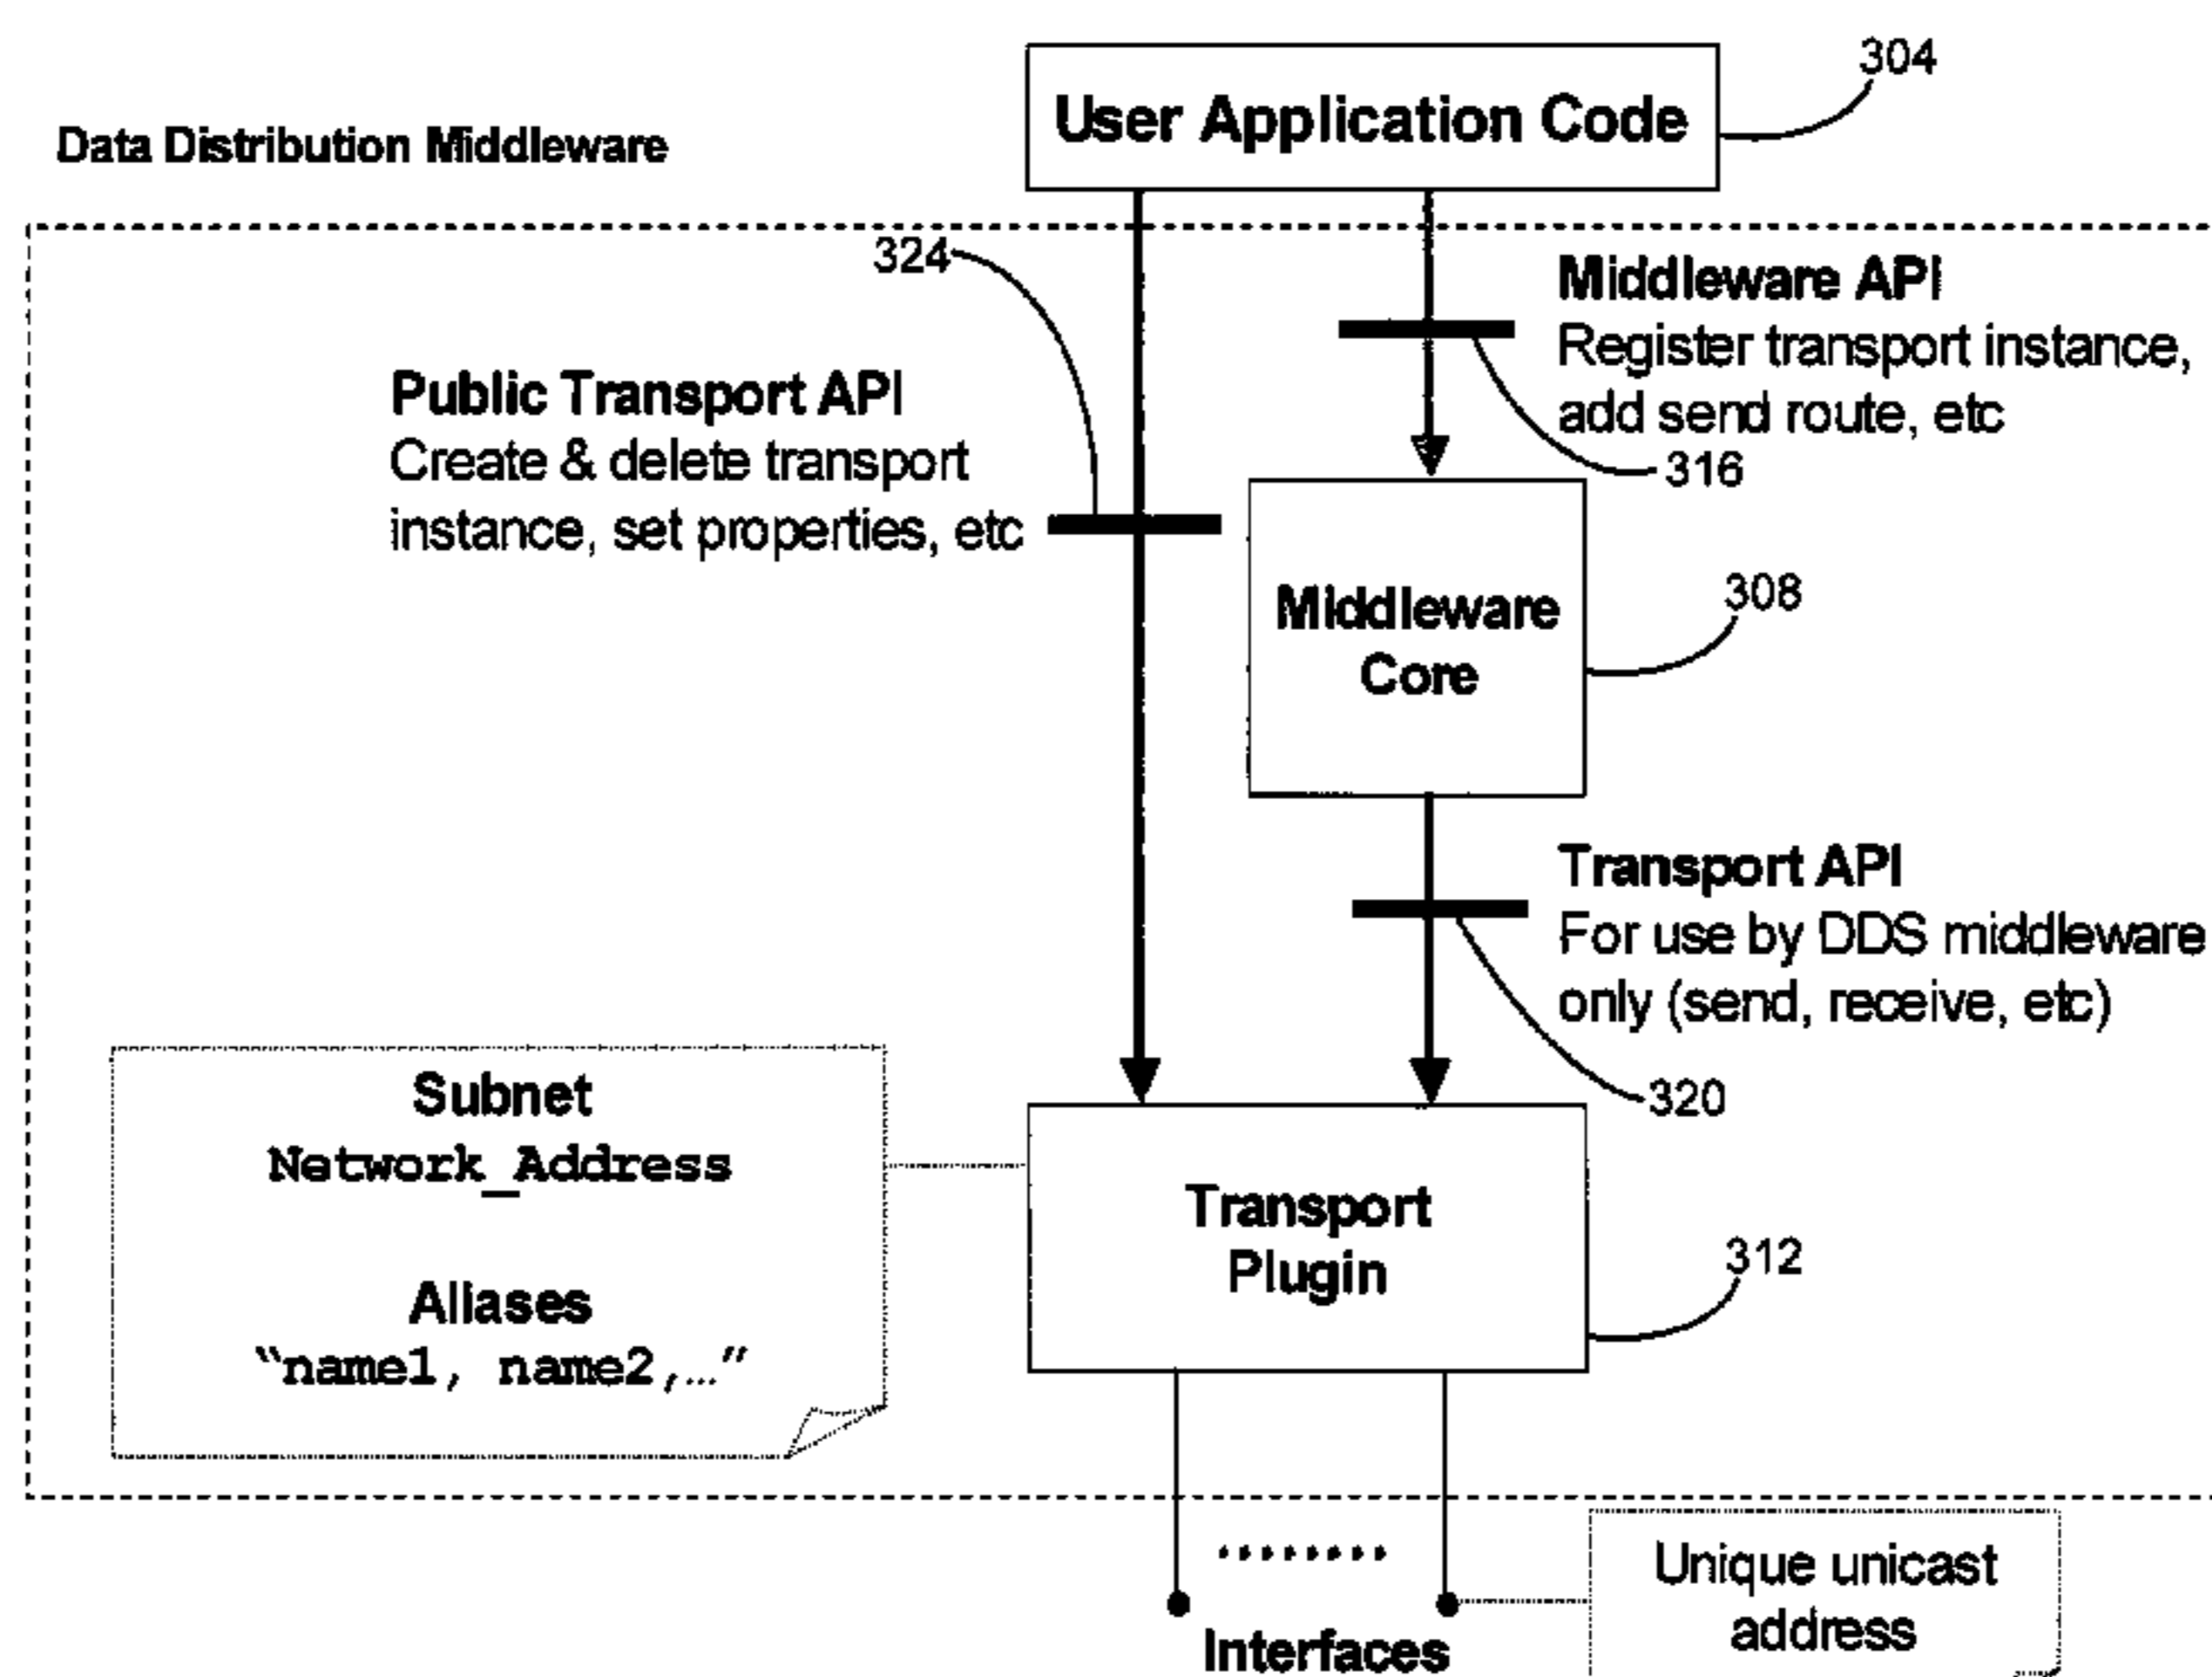 304
User Application Code
Data Distribution Middleware
324
Middleware API
Register transport instance,
add send route, etc
316
Public Transport API
Create & delete transport
instance, set properties, etc
Middleware
Core
308
Transport API
For use by DDS middleware
only (send, receive, etc)
320
Subnet
Network_Address
Aliases
“name1, name2,…”
Transport
Plugin
312
Unique unicast
address
Interfaces